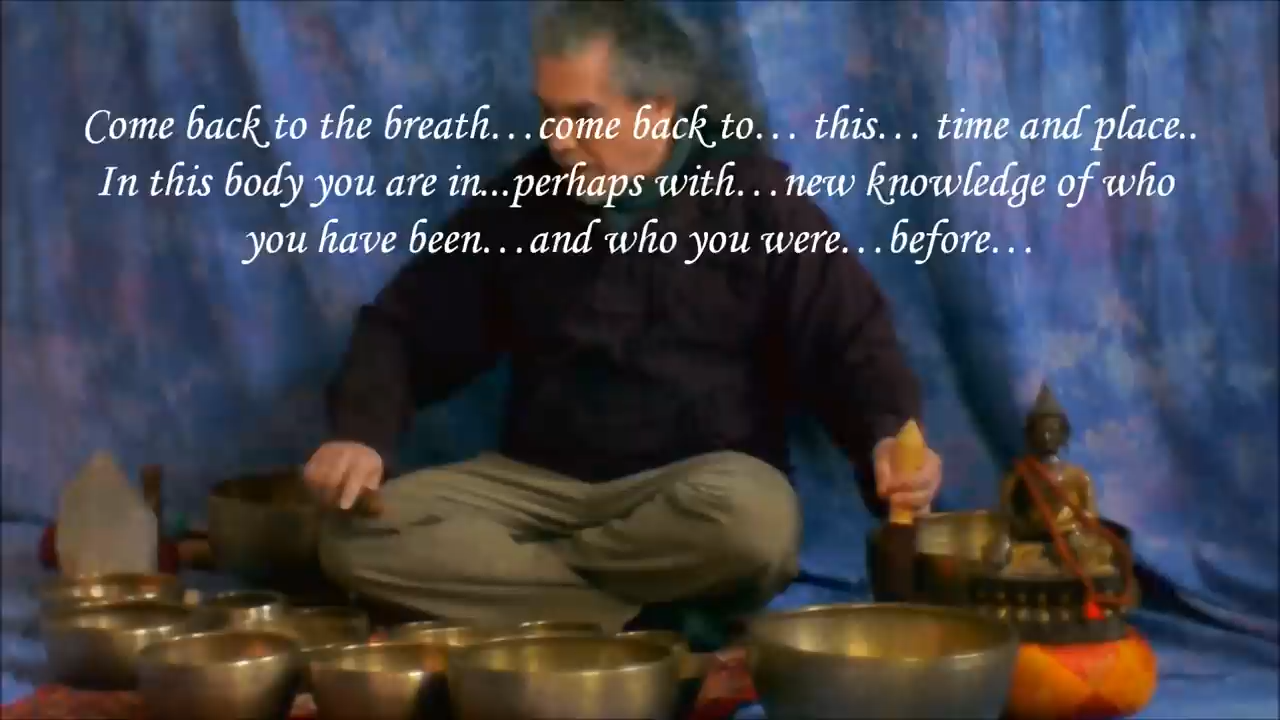 Come back to the breath...come back to... this... time and place..
In this body you are in...perhaps with...new knowledge of who
you have been...and who you were...before...